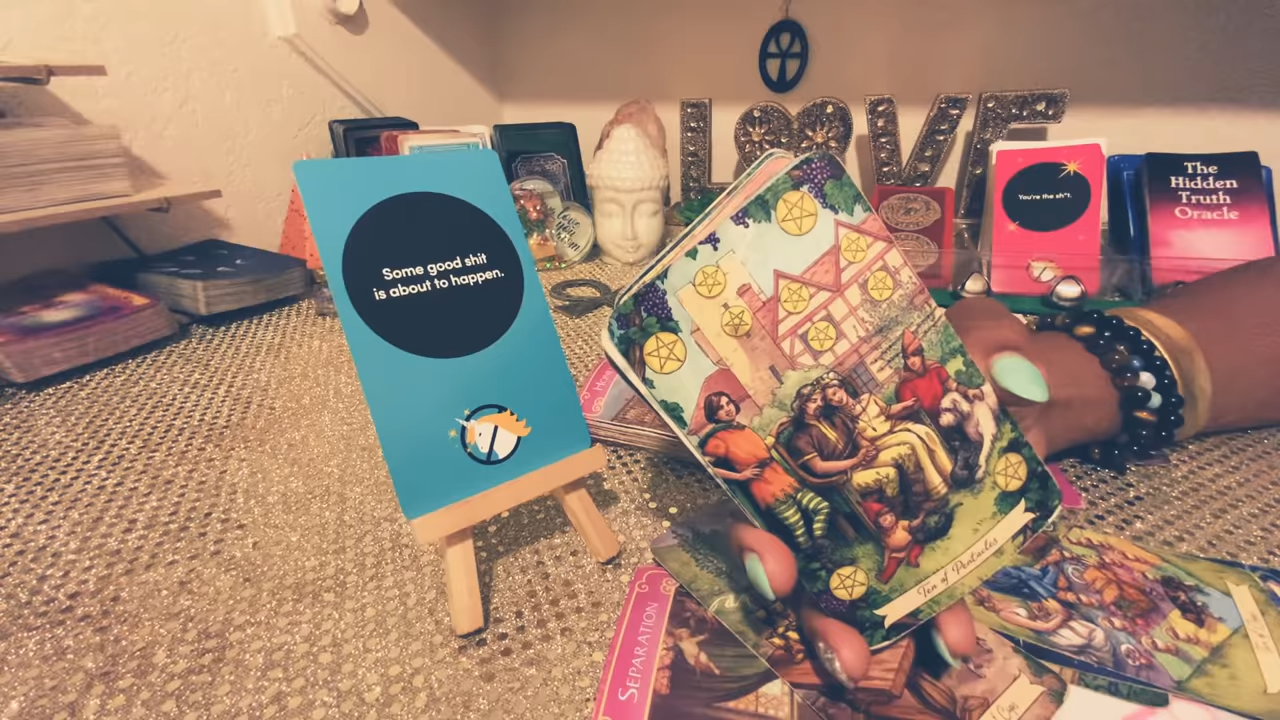 Some good shit
is about to happen.
LOVE
You're the sh*t.
The
Hidden
Truth
Oracle
Ten of Pentacles
SEPARATION